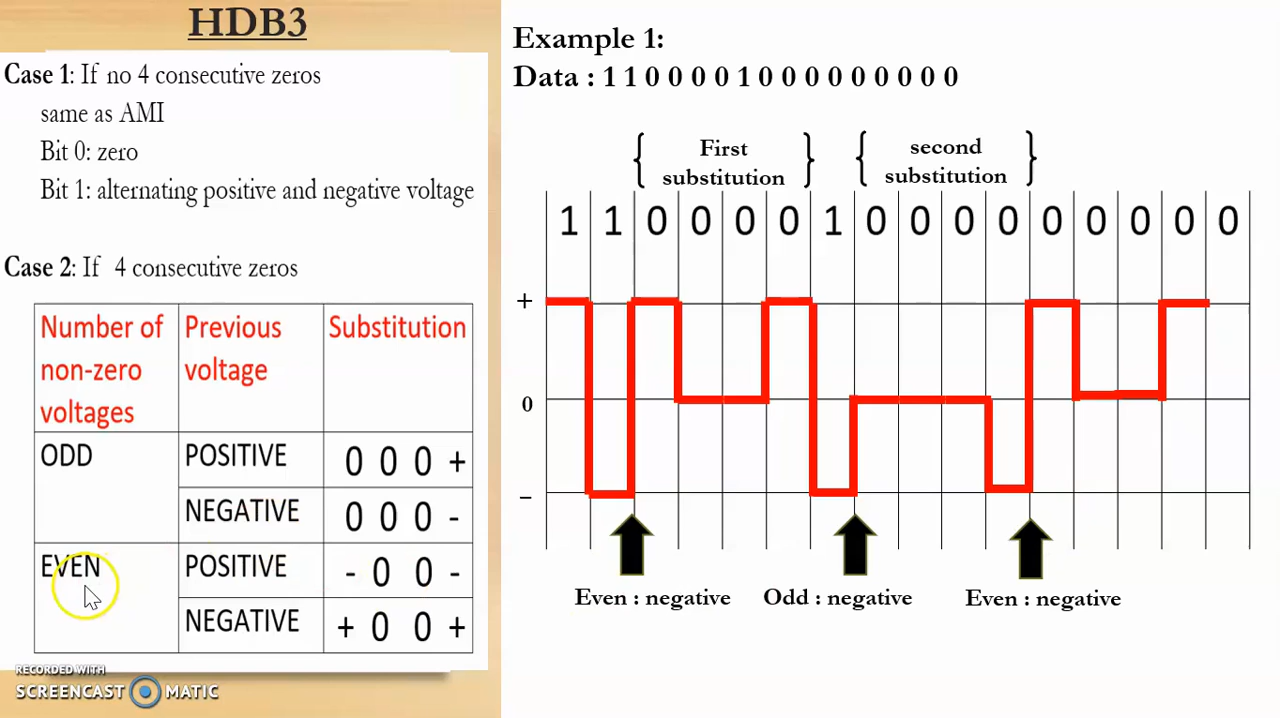 HDB3
Case 1: If no 4 consecutive zeros
same as AMI
Bit 0: zero
Bit 1: alternating positive and negative voltage
Case 2: If 4 consecutive zeros
Number of non-zero voltages Previous voltage Substitution
ODD POSITIVE 0 0 0 +
NEGATIVE 0 0 0 -
EVEN POSITIVE - 0 0 -
NEGATIVE + 0 0 +
RECORDED WITH
SCREENCAST MATIC
Example 1:
Data : 1 1 0 0 0 0 1 0 0 0 0 0 0 0 0 0
{ First substitution } { second substitution }
1 1 0 0 0 0 1 0 0 0 0 0 0 0 0 0
+
0
−
Even : negative Odd : negative Even : negative